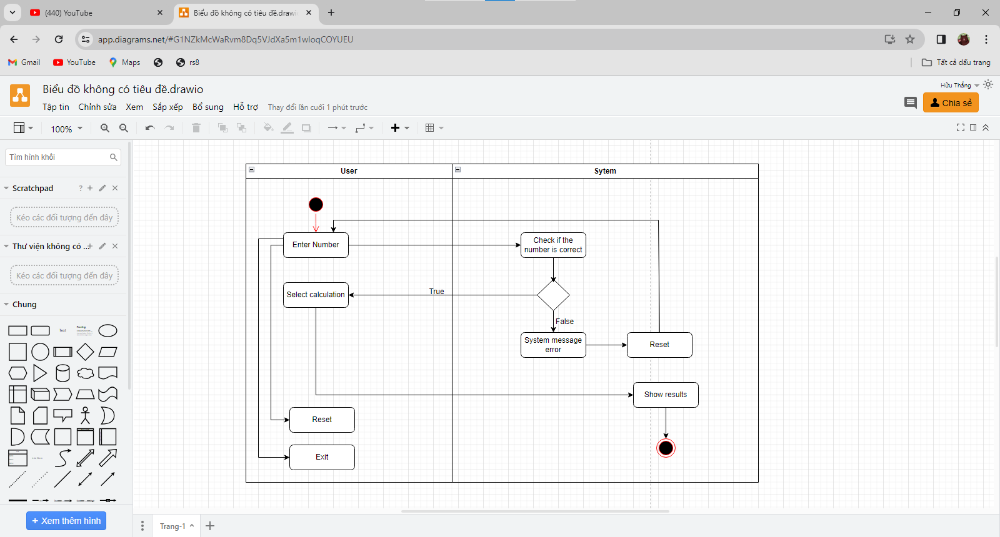 (440) YouTube
Biểu đồ không có tiêu đề.drawio
app.diagrams.net/#G1NZkMcWaRvm8Dq5VJdXa5m1wloqCOYUEU
Gmail
YouTube
Maps
rs8
Tất cả dấu trang
Biểu đồ không có tiêu đề.drawio
Hữu Thắng
Tập tin
Chỉnh sửa
Xem
Sắp xếp
Bổ sung
Hỗ trợ
Thay đổi lần cuối 1 phút trước
Chia sẻ
100%
Tìm hình khối
Scratchpad
?
Kéo các đối tượng đến đây
Thư viện không có ...
Kéo các đối tượng đến đây
Chung
Text
Heading
User
Sytem
Enter Number
Check if the
number is correct
Select calculation
True
False
System message
error
Reset
Show results
Reset
Exit
+ Xem thêm hình
Trang-1